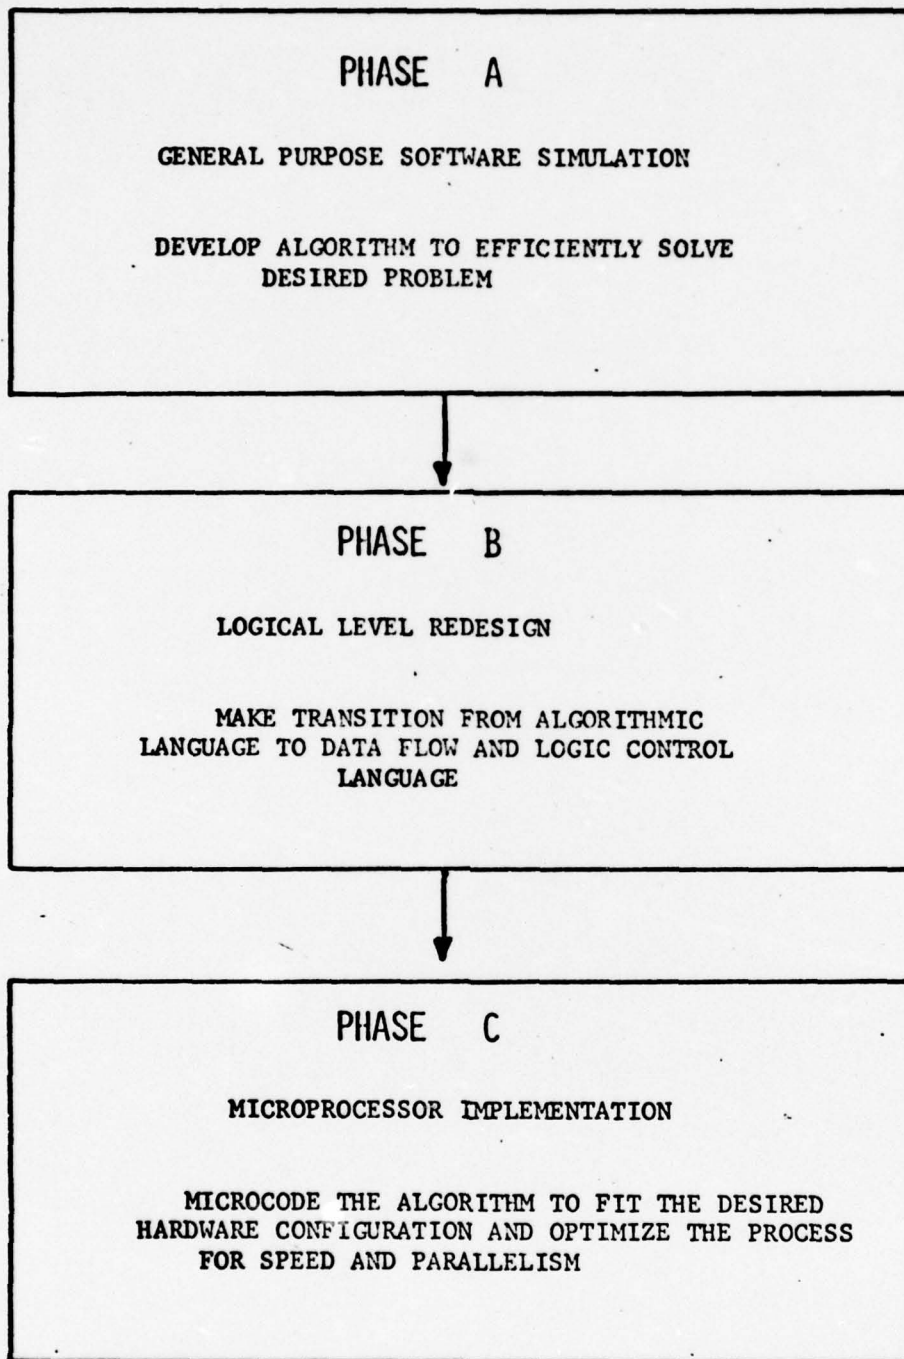 PHASE A
GENERAL PURPOSE SOFTWARE SIMULATION
DEVELOP ALGORITHM TO EFFICIENTLY SOLVE
DESIRED PROBLEM
PHASE B
LOGICAL LEVEL REDESIGN
MAKE TRANSITION FROM ALGORITHMIC
LANGUAGE TO DATA FLOW AND LOGIC CONTROL
LANGUAGE
PHASE C
MICROPROCESSOR IMPLEMENTATION
MICROCODE THE ALGORITHM TO FIT THE DESIRED
HARDWARE CONFIGURATION AND OPTIMIZE THE PROCESS
FOR SPEED AND PARALLELISM